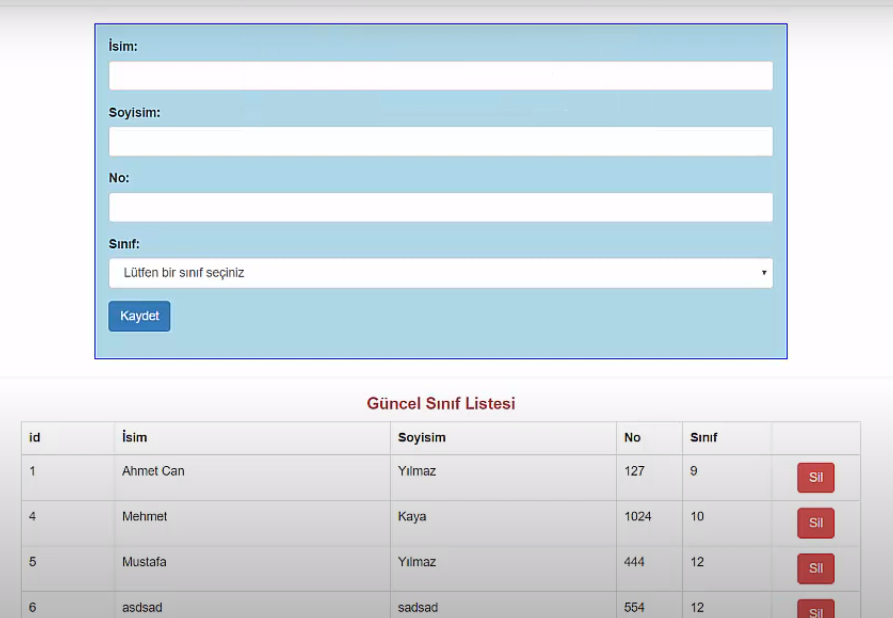 İsim:
Soyisim:
No:
Sınıf:
Lütfen bir sınıf seçiniz
Kaydet
Güncel Sınıf Listesi
id İsim Soyisim No Sınıf
1 Ahmet Can Yılmaz 127 9 Sil
4 Mehmet Kaya 1024 10 Sil
5 Mustafa Yılmaz 444 12 Sil
6 asdsad sadsad 554 12 Sil